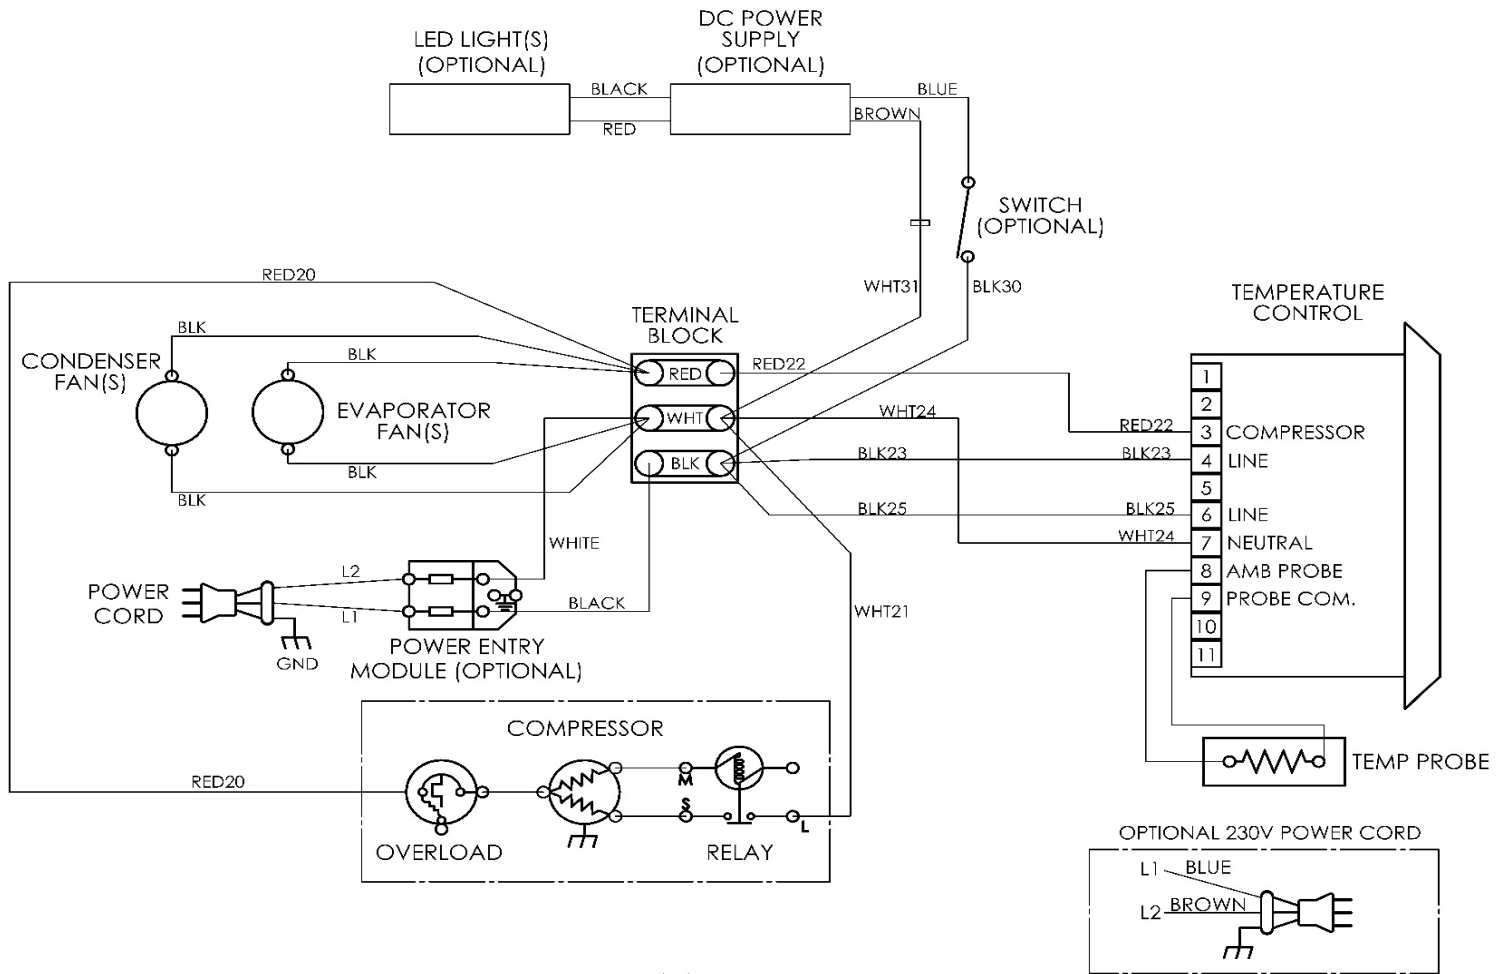 DC POWER
SUPPLY
(OPTIONAL)
LED LIGHT(S)
(OPTIONAL)
BLACK
RED
BLUE
BROWN
SWITCH
(OPTIONAL)
WHT31
BLK30
RED20
TERMINAL
BLOCK
TEMPERATURE
CONTROL
BLK
CONDENSER
FAN(S)
BLK
EVAPORATOR
FAN(S)
BLK
BLK
RED
WHT
BLK
RED22
WHT24
BLK23
BLK25
RED22
BLK23
BLK25
WHT24
1
2
3 COMPRESSOR
4 LINE
5
6 LINE
7 NEUTRAL
8 AMB PROBE
9 PROBE COM.
10
11
WHITE
POWER
CORD
L2
L1
GND
BLACK
POWER ENTRY
MODULE (OPTIONAL)
WHT21
COMPRESSOR
RED20
M
S
L
OVERLOAD
RELAY
TEMP PROBE
OPTIONAL 230V POWER CORD
L1 BLUE
L2 BROWN